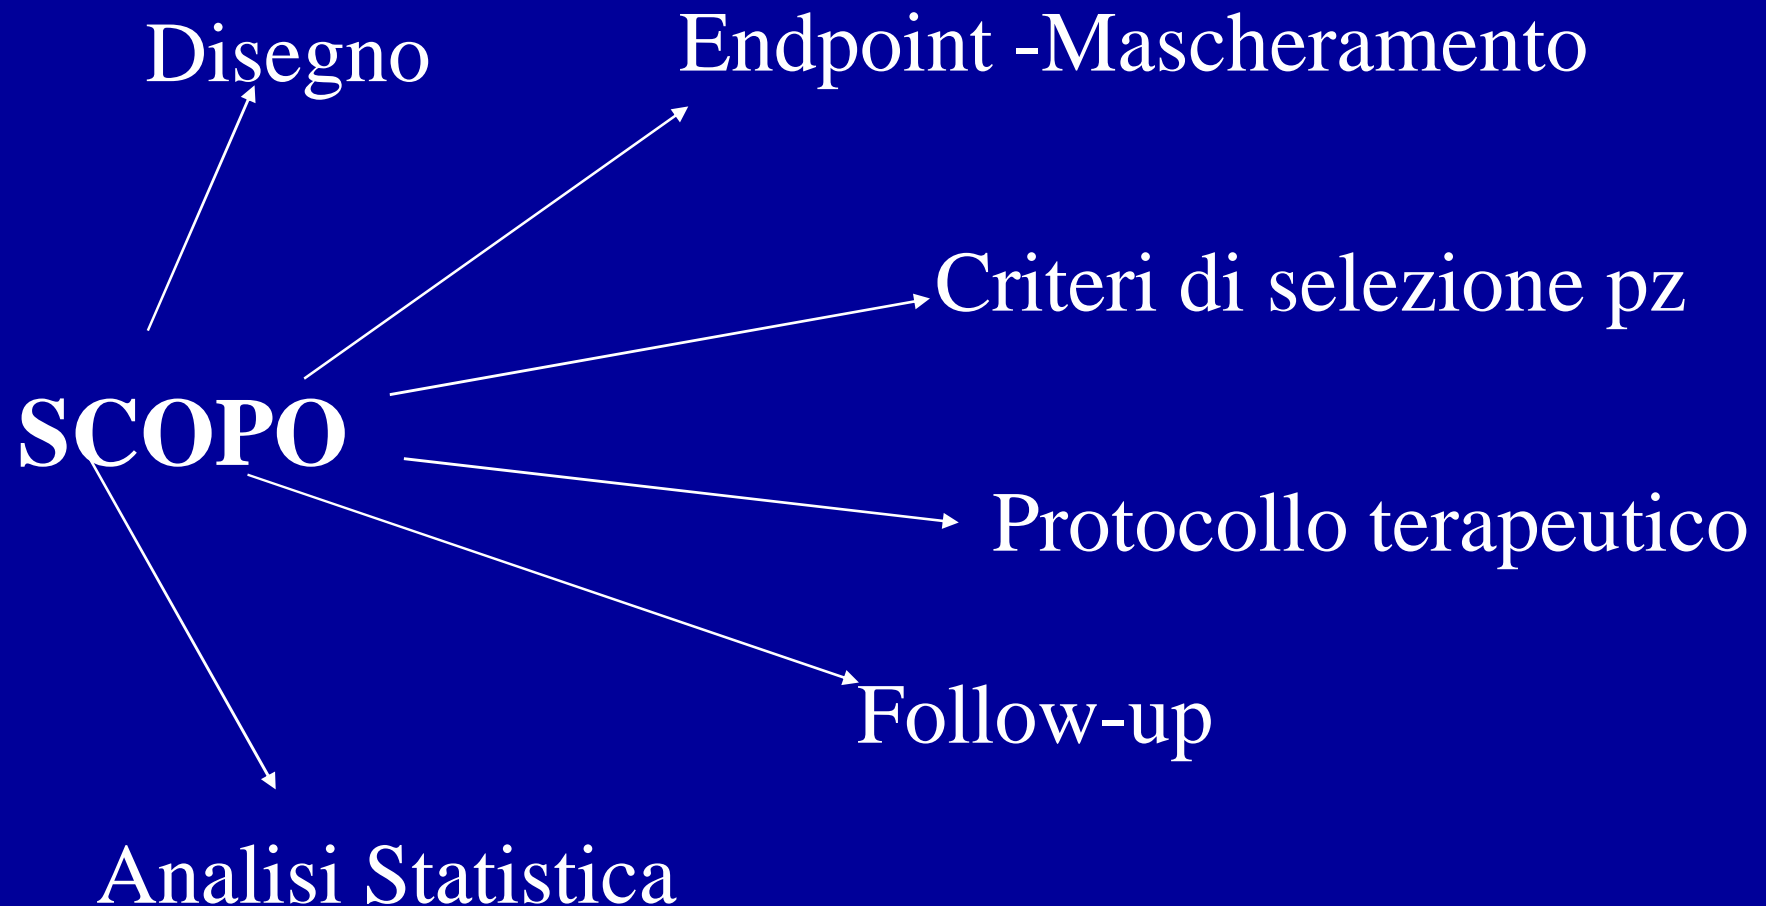 Disegno
Endpoint -Mascheramento
Criteri di selezione pz
SCOPO
Protocollo terapeutico
Follow-up
Analisi Statistica